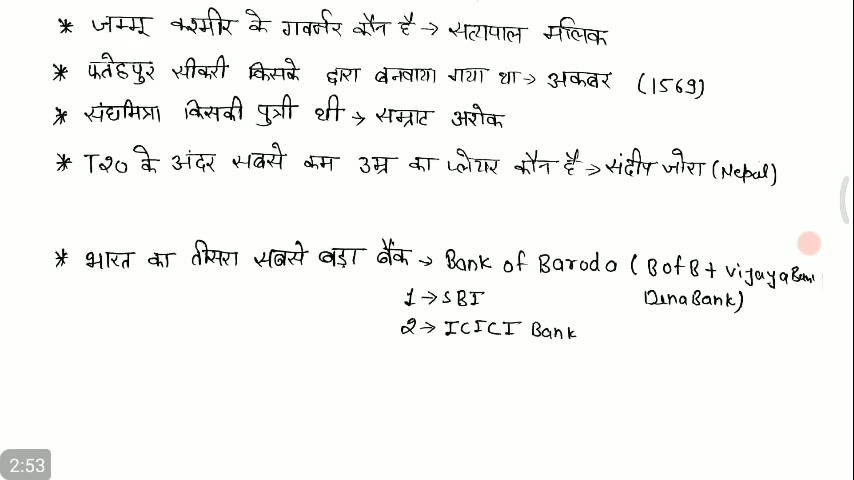 * जम्मू कश्मीर के गवर्नर कौन है → सत्यपाल मलिक
* फतेहपुर सीकरी किसके द्वारा बनवाया गया था → अकबर (1569)
* संघमित्रा किसकी पुत्री थी → सम्राट अशोक
* T20 के अंदर सबसे कम उम्र का प्लेयर कौन है → संदीप जोरा (Nepal)
* भारत का तीसरा सबसे बड़ा बैंक → Bank of Baroda ( BofB + Vijaya Bank
1 → SBI Dena Bank)
2 → ICICI Bank
2:53